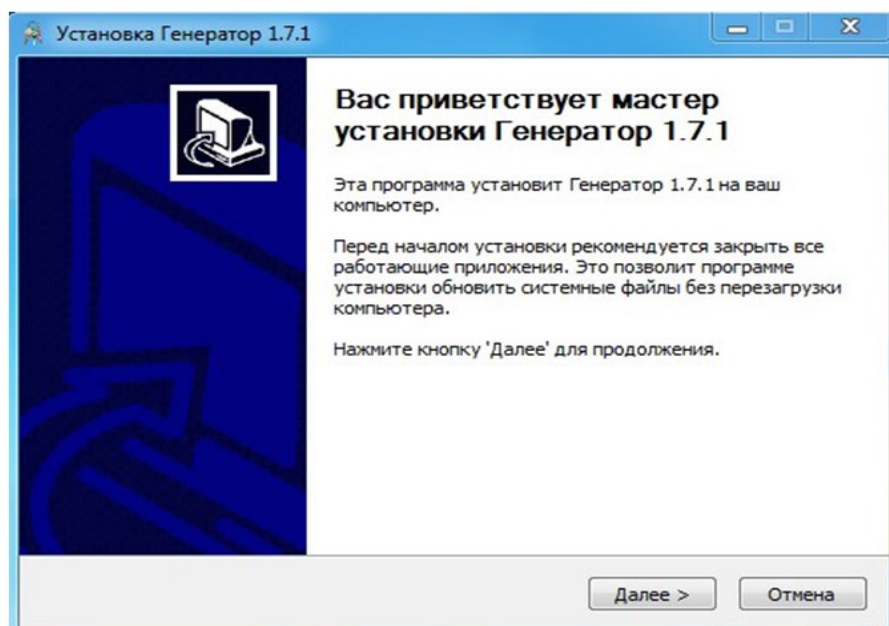 Установка Генератор 1.7.1
Вас приветствует мастер
установки Генератор 1.7.1
Эта программа установит Генератор 1.7.1 на ваш
компьютер.
Перед началом установки рекомендуется закрыть все
работающие приложения. Это позволит программе
установки обновить системные файлы без перезагрузки
компьютера.
Нажмите кнопку 'Далее' для продолжения.
Далее >
Отмена